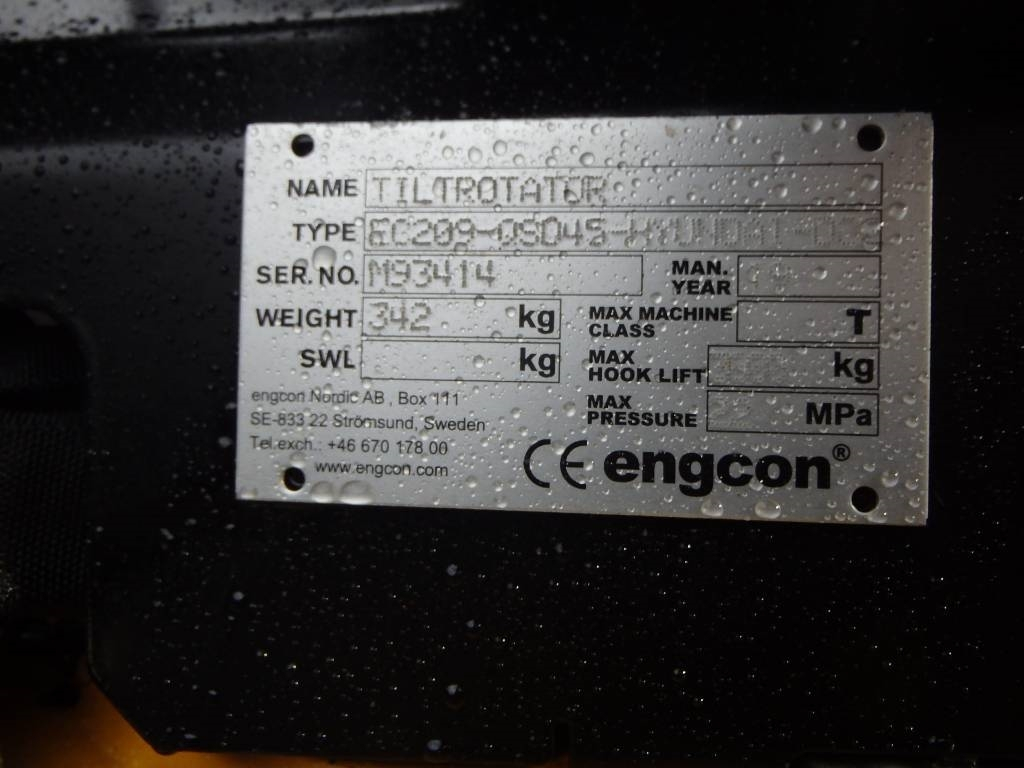 NAME TILTROTATOR
TYPE EC209-QSD45-HYUNDAI
SER. NO. M93414 MAN. YEAR
WEIGHT 342 kg MAX MACHINE CLASS T
SWL kg MAX HOOK LIFT kg
MAX PRESSURE MPa
engcon Nordic AB , Box 111
SE-833 22 Strömsund, Sweden
Tel.exch.: +46 670 178 00
www.engcon.com
CE engcon®